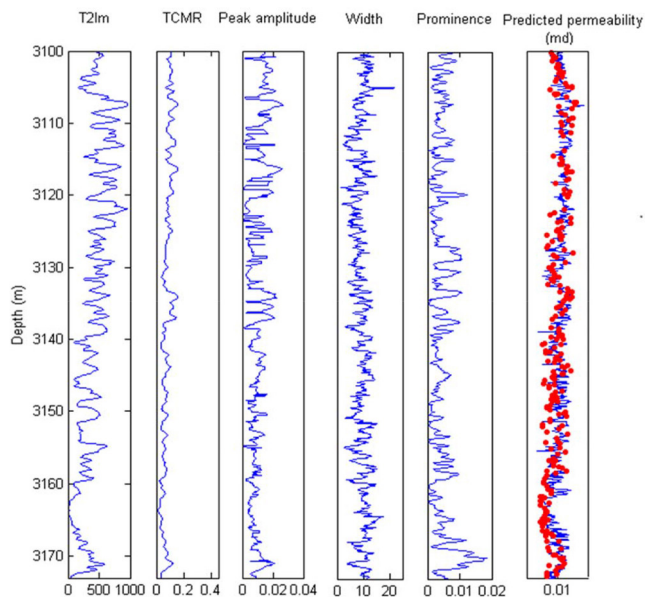 T2lm TCMR Peak amplitude Width Prominence Predicted permeability
(md)
3100
3110
3120
3130
3140
3150
3160
3170
Depth (m)
0 500 1000 0 0.2 0.4 0 0.02 0.04 0 10 20 0 0.01 0.02 0.01